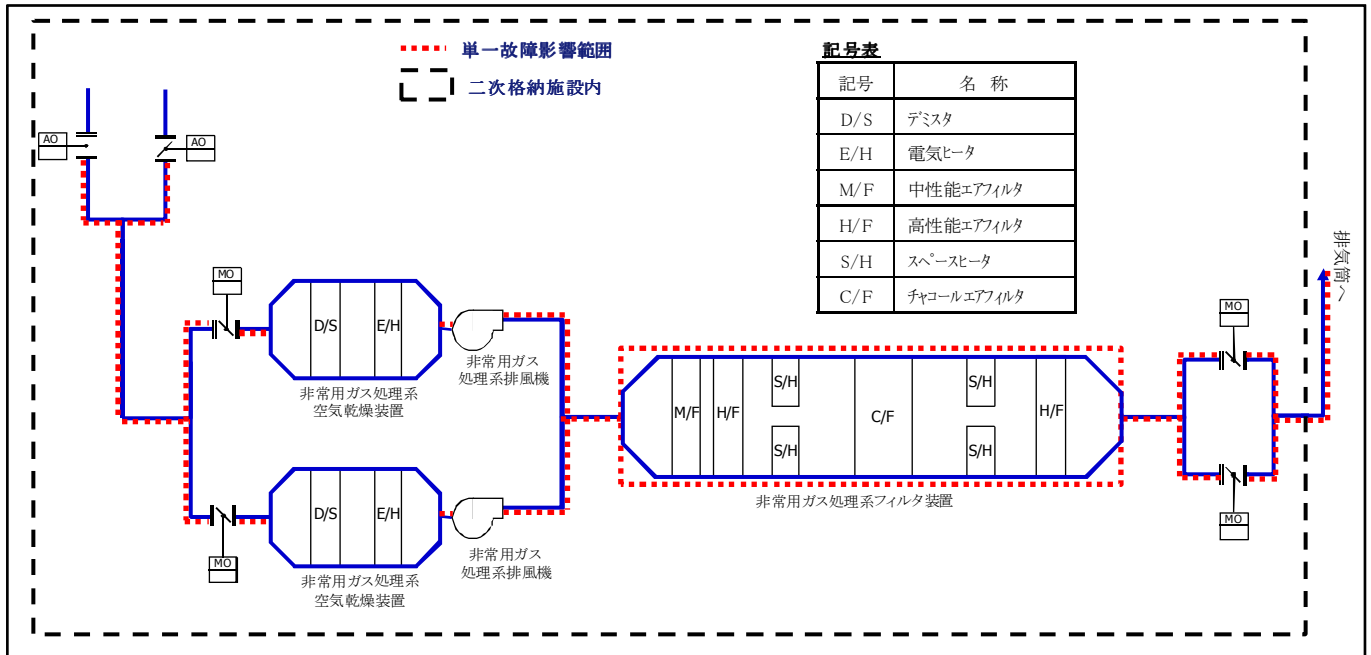 単一故障影響範囲
二次格納施設内
記号表
記号 名 称
D/S デミスタ
E/H 電気ヒータ
M/F 中性能エアフィルタ
H/F 高性能エアフィルタ
S/H スペースヒータ
C/F チャコールエアフィルタ
AO
AO
MO
D/S
E/H
非常用ガス処理系
空気乾燥装置
非常用ガス
処理系排風機
MO
D/S
E/H
非常用ガス処理系
空気乾燥装置
非常用ガス
処理系排風機
M/F
H/F
S/H
S/H
C/F
S/H
S/H
H/F
非常用ガス処理系フィルタ装置
MO
MO
排気筒へ